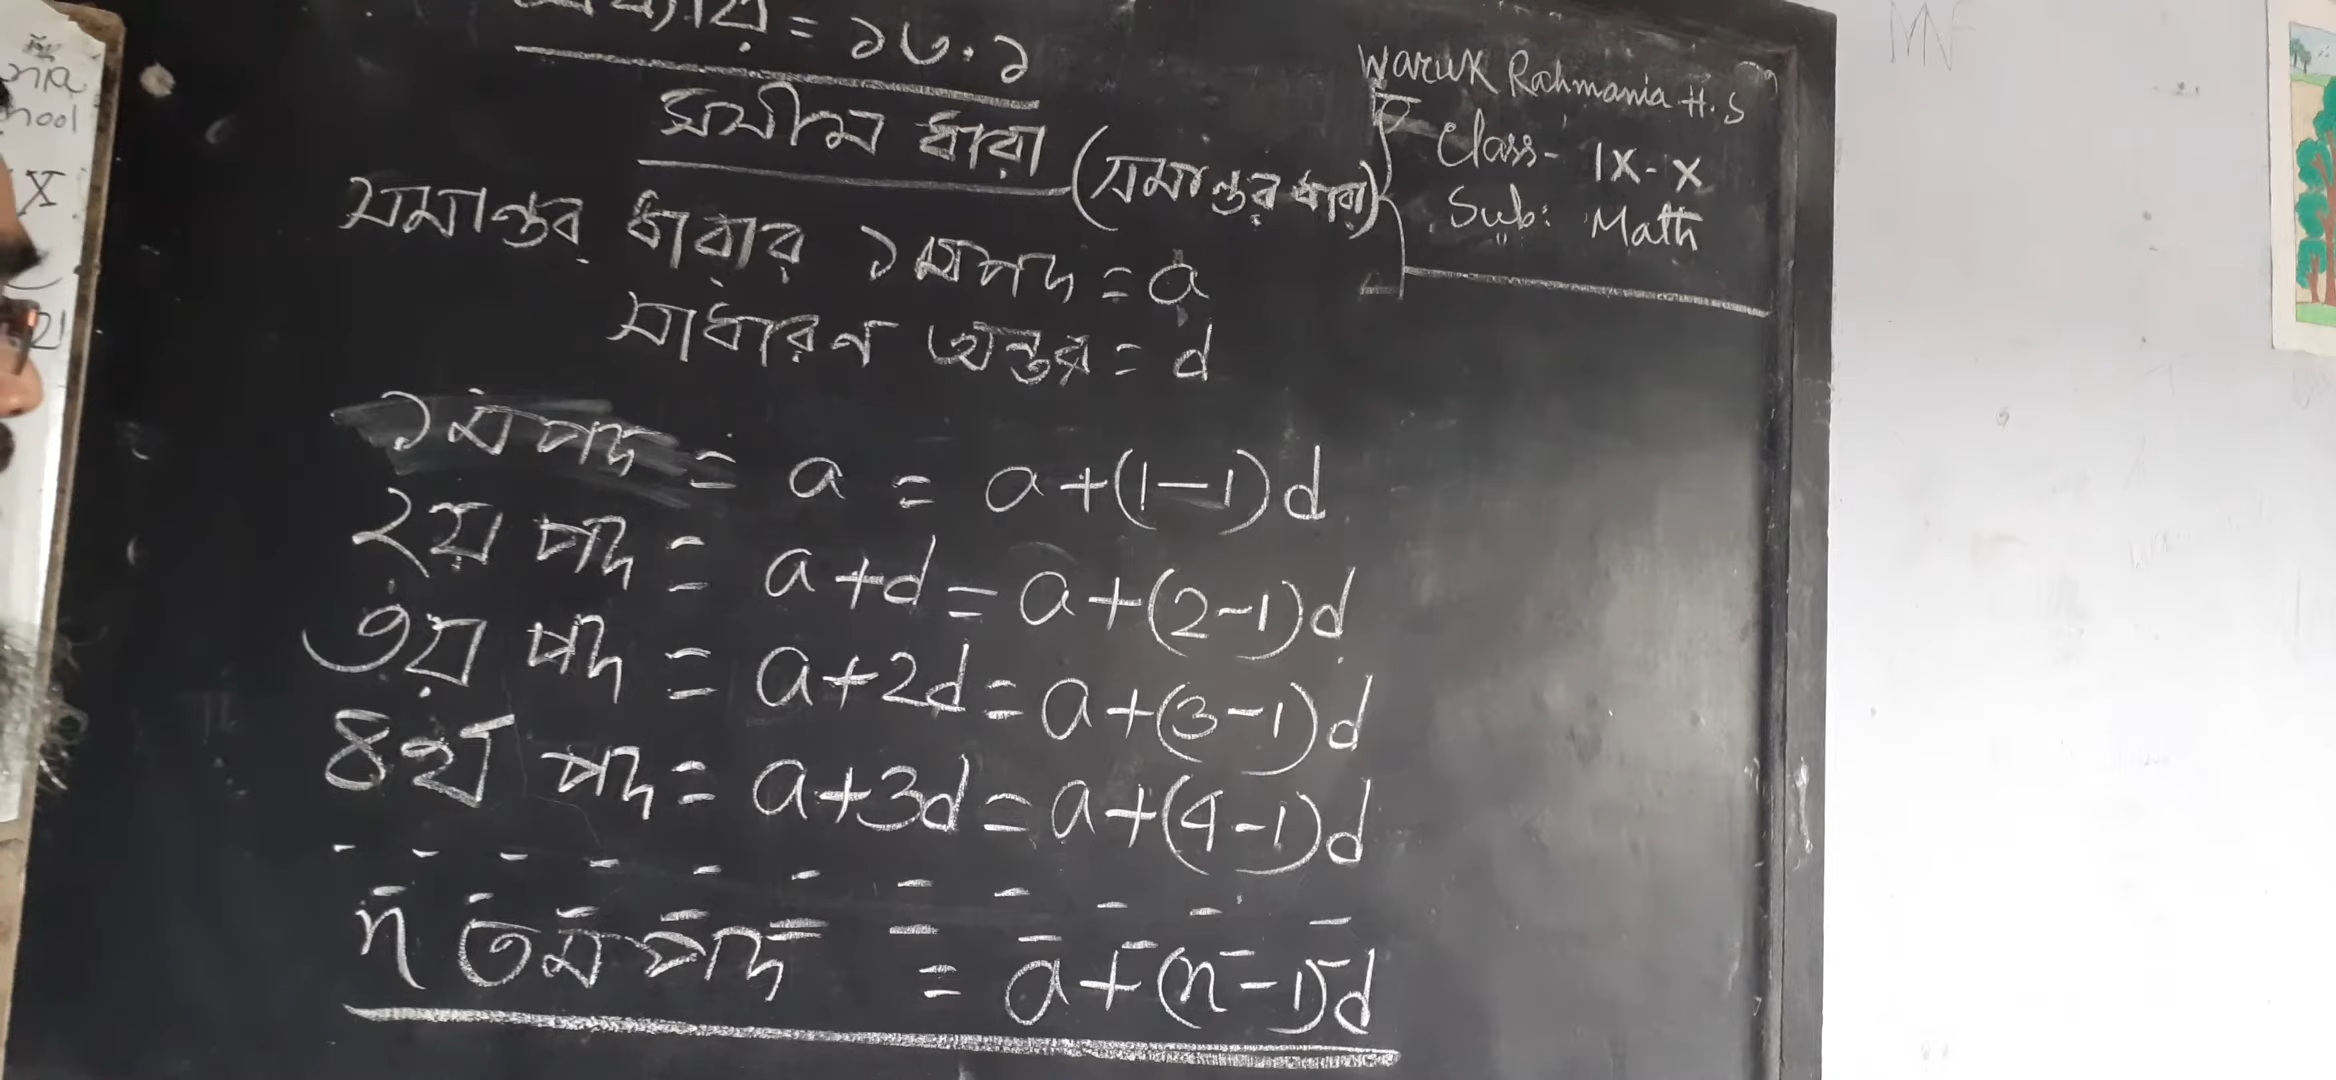 = ১৩.১
সসীম ধারা (সমান্তর ধারা)
Waruk Rahmania H.S
Class- IX-X
Sub: Math
সমান্তর ধারার ১ম পদ = a
সাধারণ অন্তর = d
১ম পদ = a = a+(1-1)d
২য় পদ = a+d = a+(2-1)d
৩য় পদ = a+2d = a+(3-1)d
৪র্থ পদ = a+3d = a+(4-1)d
- - - - - - - - - - -
- - - - - - - - - -
n তম পদ = a+(n-1)d
X
MN